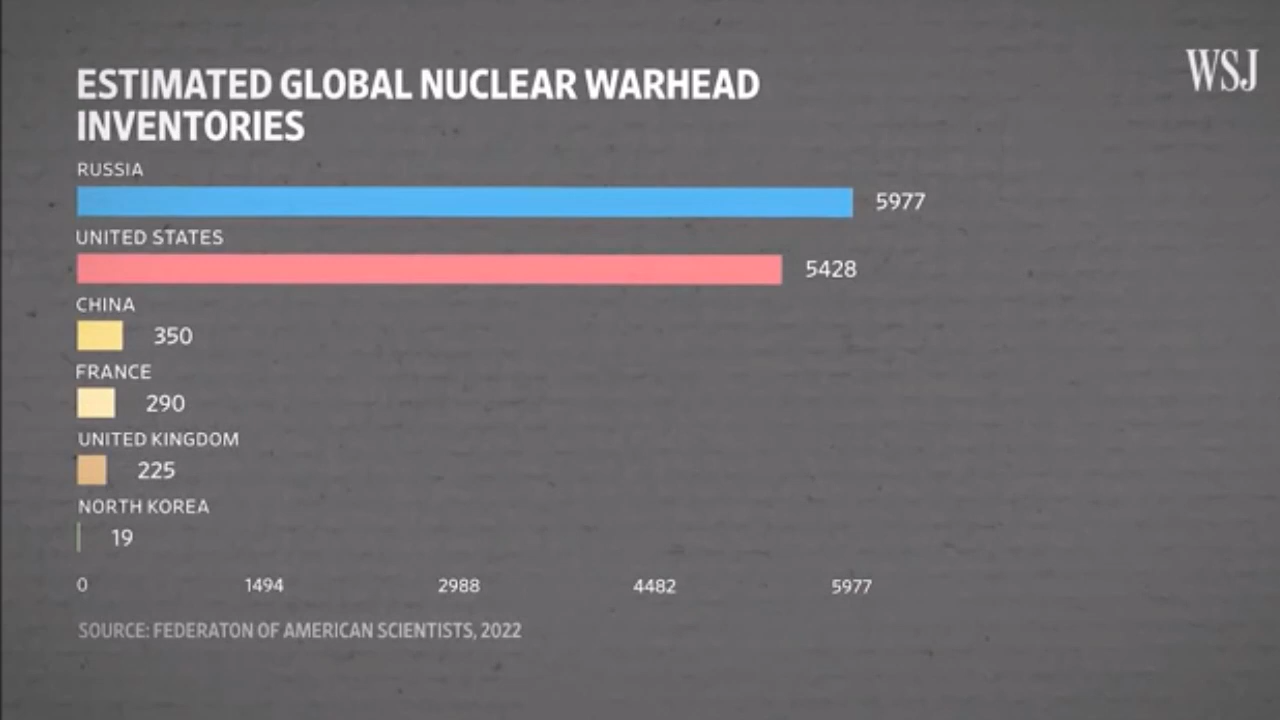 WSJ
ESTIMATED GLOBAL NUCLEAR WARHEAD
INVENTORIES
RUSSIA
5977
UNITED STATES
5428
CHINA
350
FRANCE
290
UNITED KINGDOM
225
NORTH KOREA
19
0 1494 2988 4482 5977
SOURCE: FEDERATON OF AMERICAN SCIENTISTS, 2022